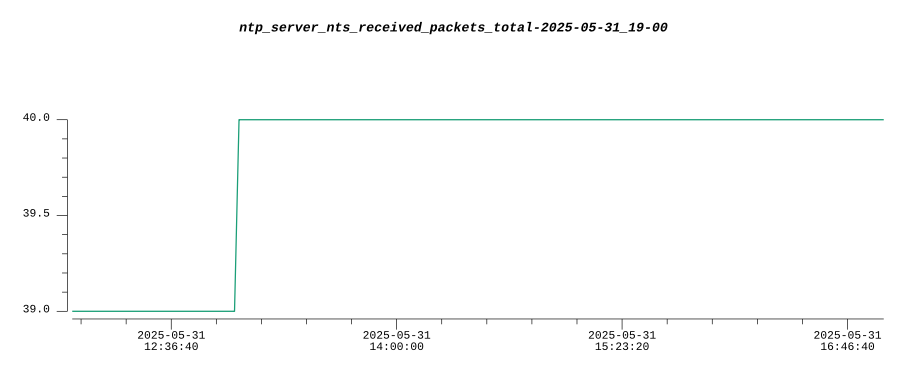 ntp_server_nts_received_packets_total-2025-05-31_19-00
40.0
39.5
39.0
2025-05-31 2025-05-31 2025-05-31 2025-05-31
12:36:40 14:00:00 15:23:20 16:46:40